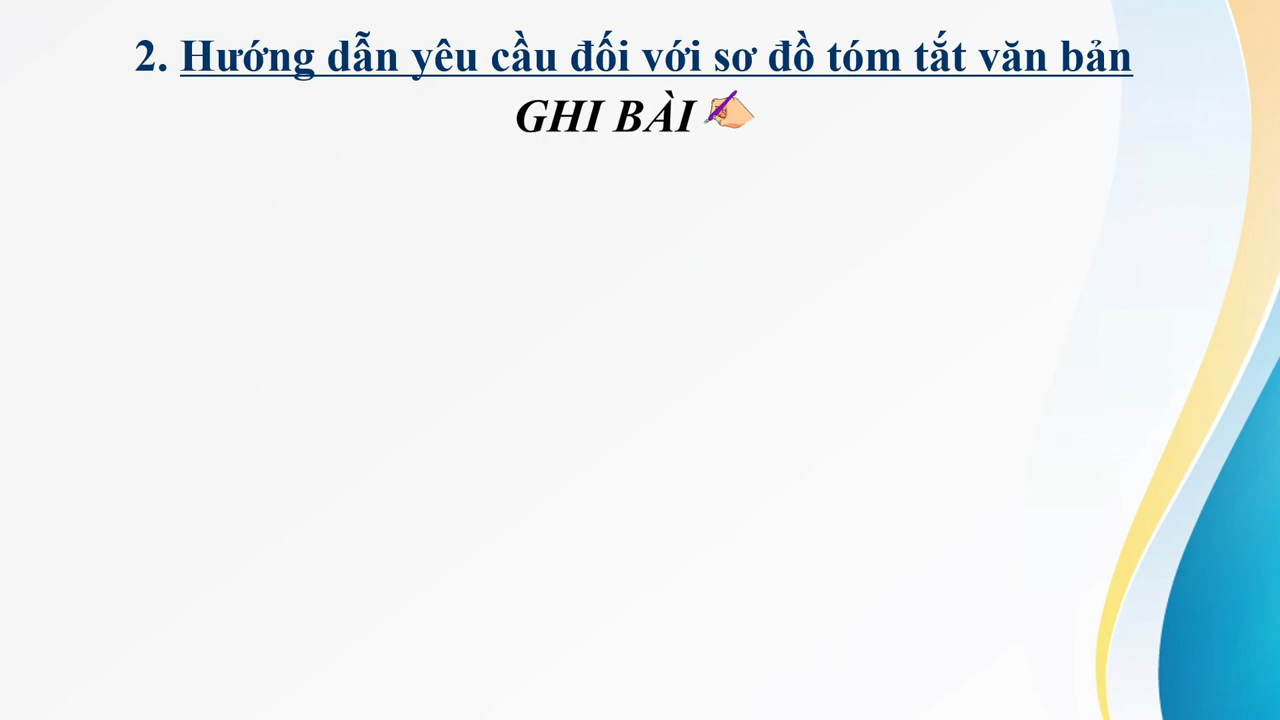 2. Hướng dẫn yêu cầu đối với sơ đồ tóm tắt văn bản
GHI BÀI